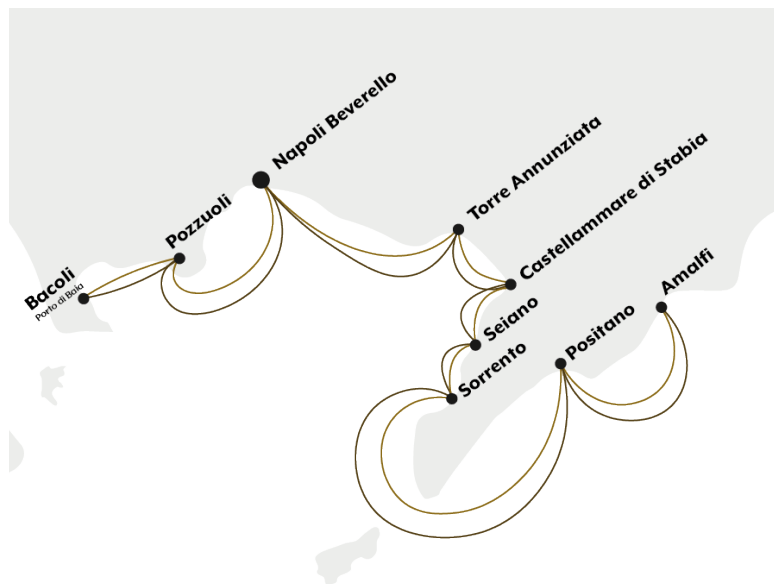 Napoli Beverello
Torre Annunziata
Castellammare di Stabia
Pozzuoli
Bacoli
Porto di Baia
Amalfi
Seiano
Positano
Sorrento